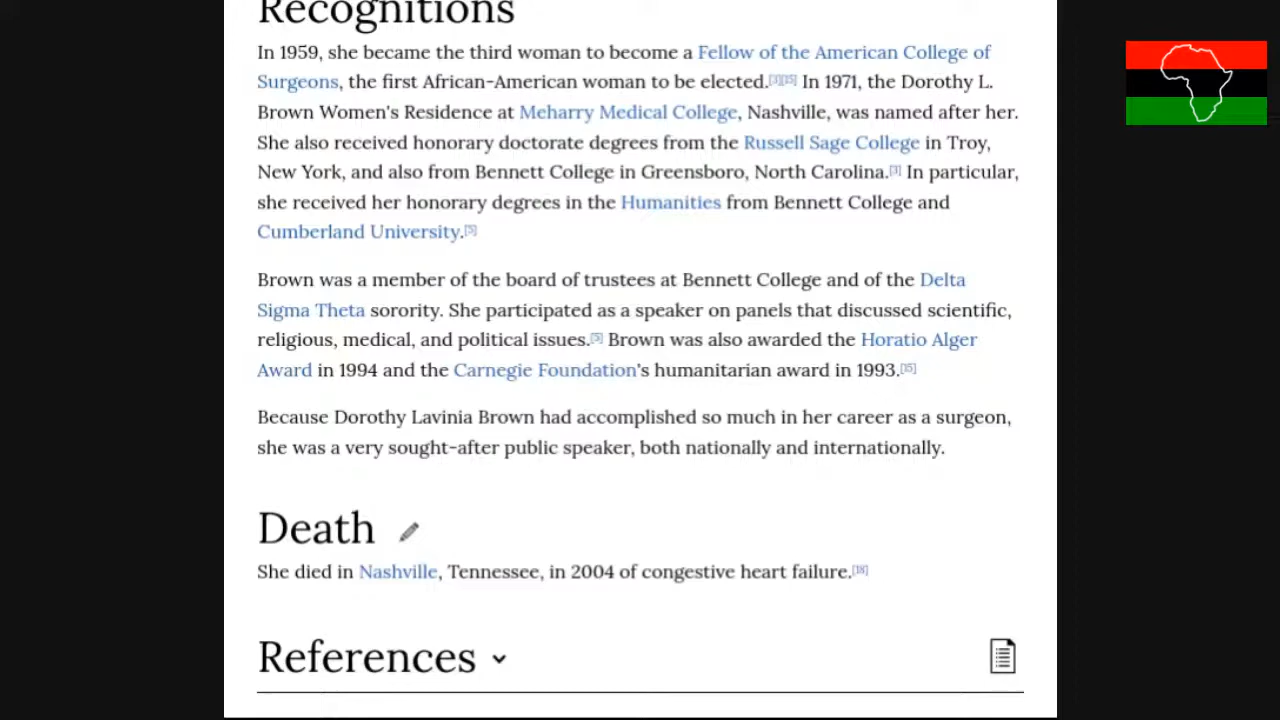 Recognitions
In 1959, she became the third woman to become a Fellow of the American College of
Surgeons, the first African-American woman to be elected.[3][15] In 1971, the Dorothy L.
Brown Women's Residence at Meharry Medical College, Nashville, was named after her.
She also received honorary doctorate degrees from the Russell Sage College in Troy,
New York, and also from Bennett College in Greensboro, North Carolina.[3] In particular,
she received her honorary degrees in the Humanities from Bennett College and
Cumberland University.[5]
Brown was a member of the board of trustees at Bennett College and of the Delta
Sigma Theta sorority. She participated as a speaker on panels that discussed scientific,
religious, medical, and political issues.[5] Brown was also awarded the Horatio Alger
Award in 1994 and the Carnegie Foundation's humanitarian award in 1993.[15]
Because Dorothy Lavinia Brown had accomplished so much in her career as a surgeon,
she was a very sought-after public speaker, both nationally and internationally.
Death
She died in Nashville, Tennessee, in 2004 of congestive heart failure.[18]
References